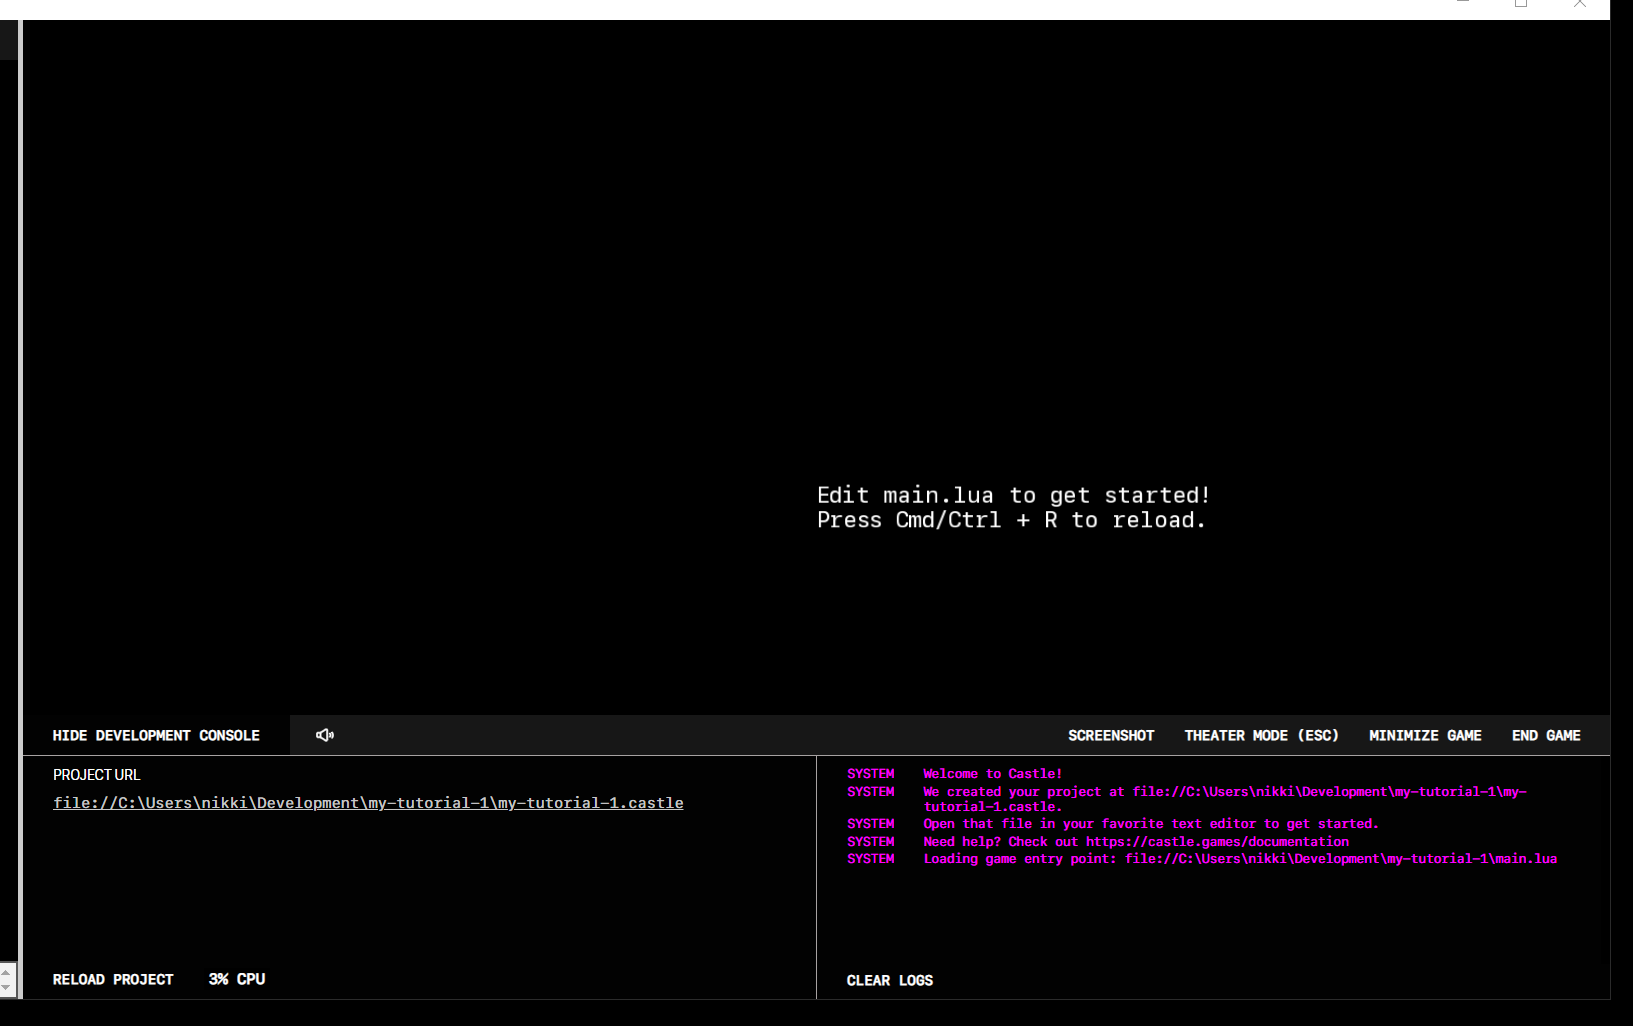 Edit main.lua to get started!
Press Cmd/Ctrl + R to reload.
HIDE DEVELOPMENT CONSOLE
SCREENSHOT
THEATER MODE (ESC)
MINIMIZE GAME
END GAME
PROJECT URL
file://C:\Users\nikki\Development\my-tutorial-1\my-tutorial-1.castle
RELOAD PROJECT
3% CPU
SYSTEM Welcome to Castle!
SYSTEM We created your project at file://C:\Users\nikki\Development\my-tutorial-1\my-
tutorial-1.castle.
SYSTEM Open that file in your favorite text editor to get started.
SYSTEM Need help? Check out https://castle.games/documentation
SYSTEM Loading game entry point: file://C:\Users\nikki\Development\my-tutorial-1\main.lua
CLEAR LOGS